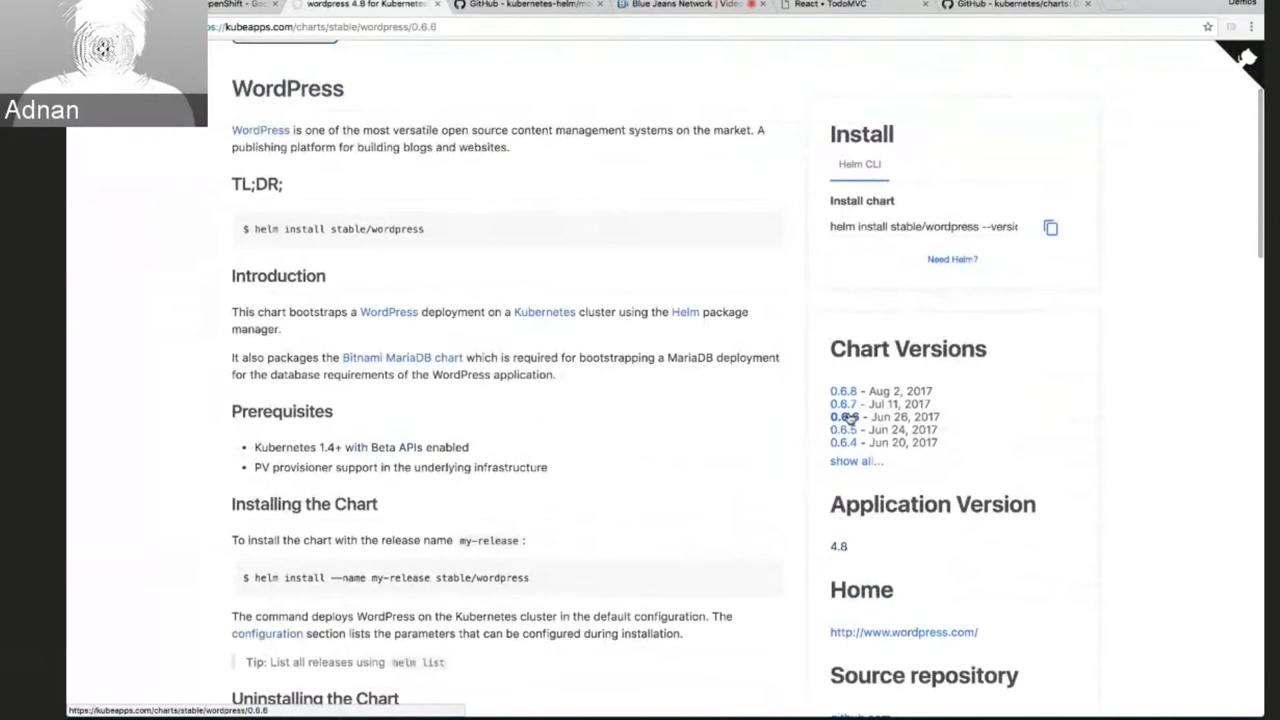 penShift - Goo
wordpress 4.8 for Kubernete
GitHub - kubernetes-helm/mo
Blue Jeans Network | Video
React • TodoMVC
GitHub - kubernetes/charts: C
Demos
s://kubeapps.com/charts/stable/wordpress/0.6.6
Adnan
WordPress
WordPress is one of the most versatile open source content management systems on the market. A
publishing platform for building blogs and websites.
TL;DR;
$ helm install stable/wordpress
Introduction
This chart bootstraps a WordPress deployment on a Kubernetes cluster using the Helm package
manager.
It also packages the Bitnami MariaDB chart which is required for bootstrapping a MariaDB deployment
for the database requirements of the WordPress application.
Prerequisites
• Kubernetes 1.4+ with Beta APIs enabled
• PV provisioner support in the underlying infrastructure
Installing the Chart
To install the chart with the release name my-release :
$ helm install —name my-release stable/wordpress
The command deploys WordPress on the Kubernetes cluster in the default configuration. The
configuration section lists the parameters that can be configured during installation.
Tip: List all releases using helm list
Uninstalling the Chart
Install
Helm CLI
Install chart
helm install stable/wordpress --versic
Need Helm?
Chart Versions
0.6.8 - Aug 2, 2017
0.6.7 - Jul 11, 2017
0.6.6 - Jun 26, 2017
0.6.5 - Jun 24, 2017
0.6.4 - Jun 20, 2017
show all...
Application Version
4.8
Home
http://www.wordpress.com/
Source repository
https://kubeapps.com/charts/stable/wordpress/0.6.6